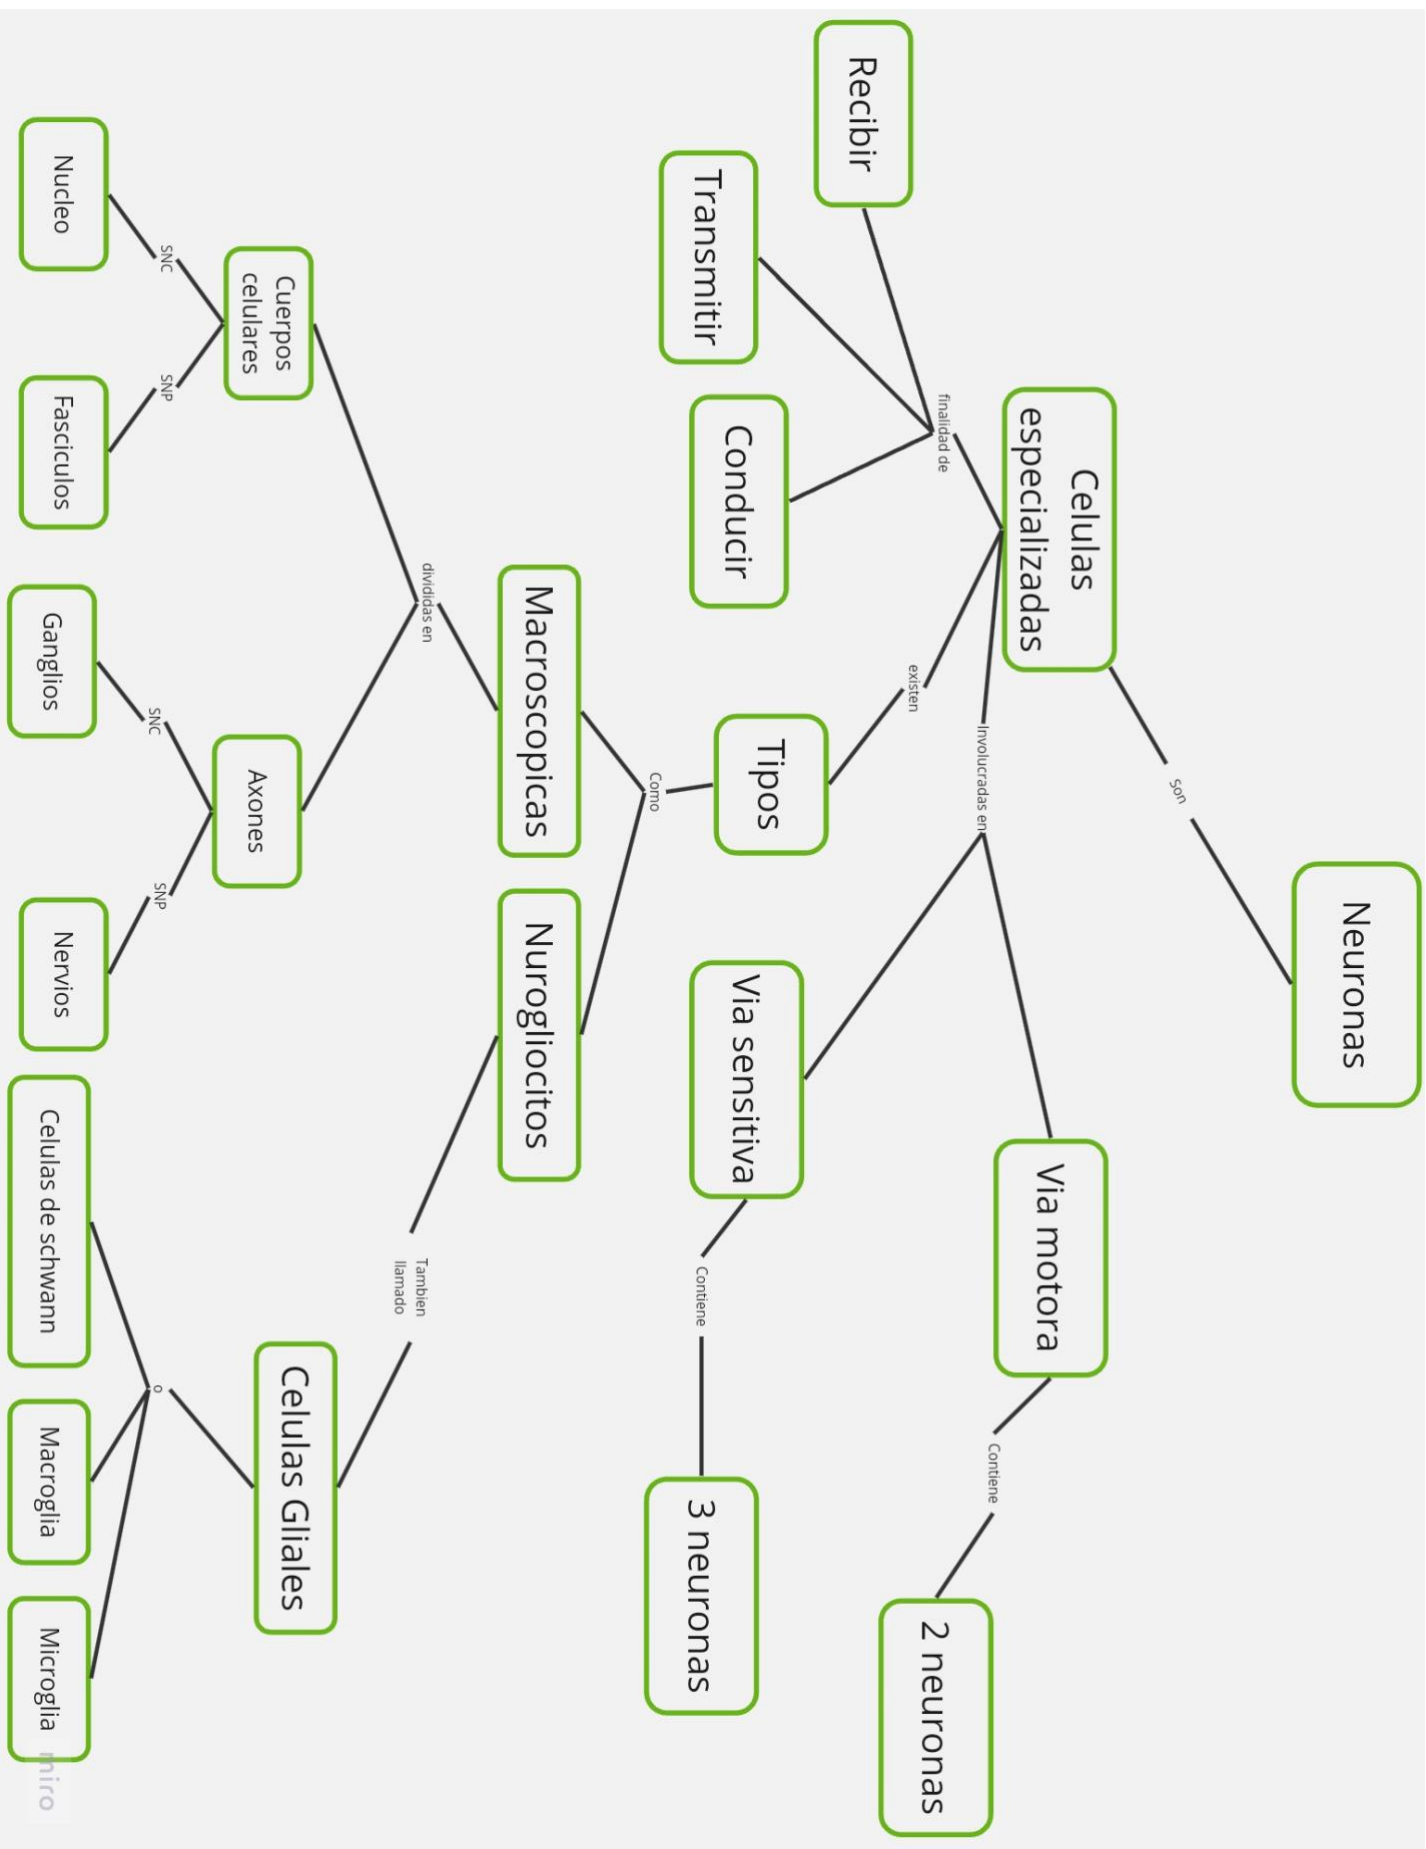 Neuronas
Son
Celulas
especializadas
finalidad de
Recibir
Transmitir
Conducir
existen
Involucradas en
Via motora
Contiene
2 neuronas
Via sensitiva
Contiene
3 neuronas
Tipos
Como
Macroscopicas
Nurogliocitos
divididas en
Tambien
llamado
Cuerpos
celulares
Axones
Celulas Gliales
SNC
SNP
SNC
SNP
o
Nucleo
Fasciculos
Ganglios
Nervios
Celulas de schwann
Macroglia
Microglia
miro